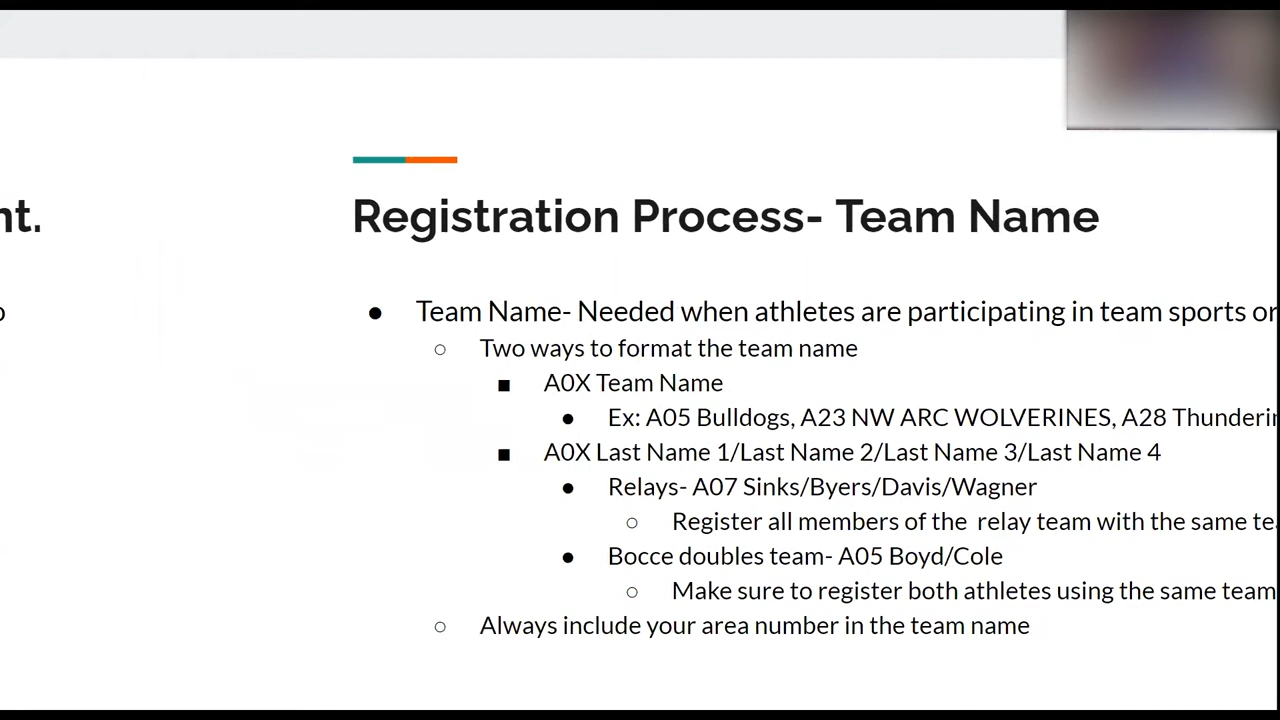 nt.
Registration Process- Team Name
Team Name- Needed when athletes are participating in team sports or
Two ways to format the team name
A0X Team Name
Ex: A05 Bulldogs, A23 NW ARC WOLVERINES, A28 Thunderin
A0X Last Name 1/Last Name 2/Last Name 3/Last Name 4
Relays- A07 Sinks/Byers/Davis/Wagner
Register all members of the relay team with the same te
Bocce doubles team- A05 Boyd/Cole
Make sure to register both athletes using the same team
Always include your area number in the team name